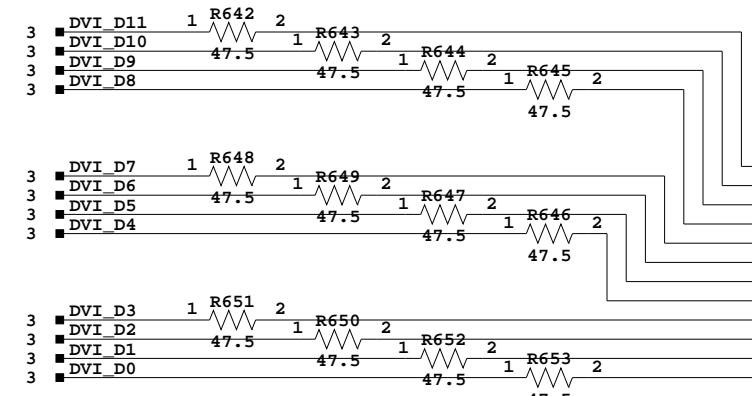 DVI_D11 1 R642 2
3
DVI_D10 1 R643 2
3 47.5
DVI_D9 1 R644 2
3 47.5
DVI_D8 1 R645 2
3 47.5
47.5
DVI_D7 1 R648 2
3
DVI_D6 1 R649 2
3 47.5
DVI_D5 1 R647 2
3 47.5
DVI_D4 1 R646 2
3 47.5
47.5
DVI_D3 1 R651 2
3
DVI_D2 1 R650 2
3 47.5
DVI_D1 1 R652 2
3 47.5
DVI_D0 1 R653 2
3 47.5
47.5